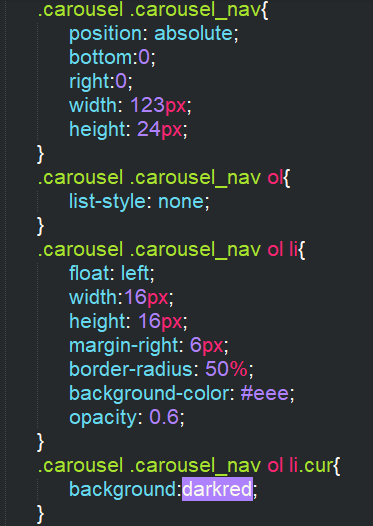 .carousel .carousel_nav{
position: absolute;
bottom:0;
right:0;
width: 123px;
height: 24px;
}
.carousel .carousel_nav ol{
list-style: none;
}
.carousel .carousel_nav ol li{
float: left;
width:16px;
height: 16px;
margin-right: 6px;
border-radius: 50%;
background-color: #eee;
opacity: 0.6;
}
.carousel .carousel_nav ol li.cur{
background:darkred;
}